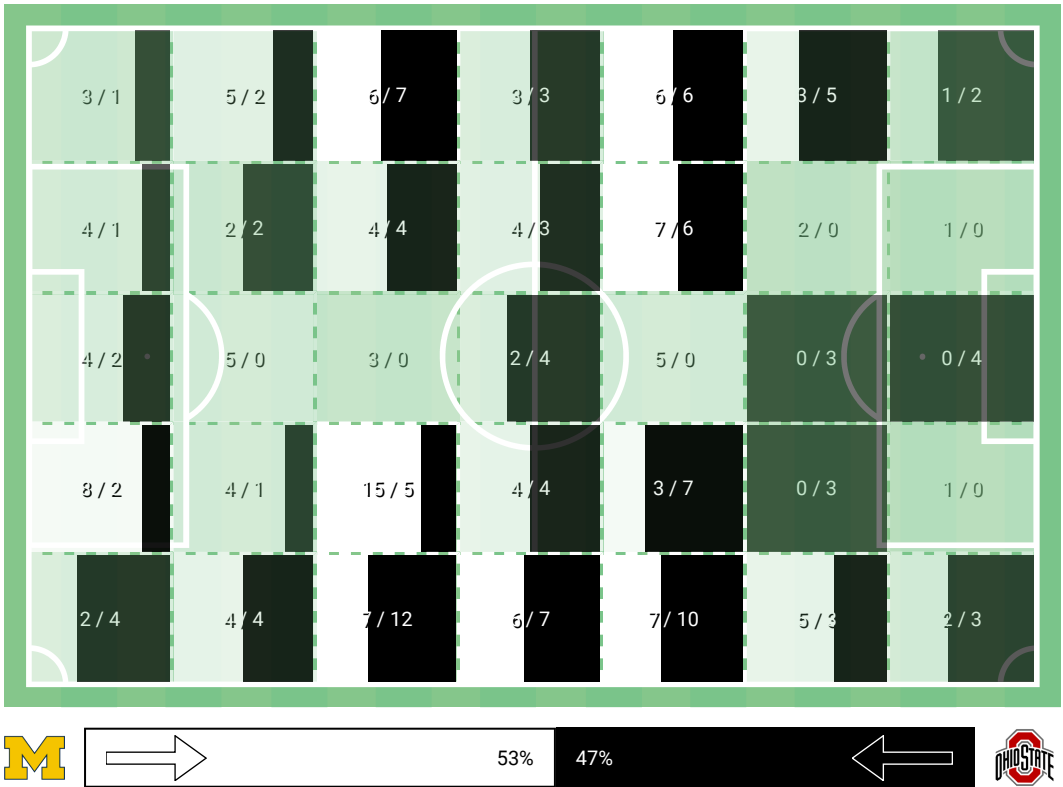 3 / 1 5 / 2 6 / 7 3 / 3 6 / 6 3 / 5 1 / 2
4 / 1 2 / 2 4 / 4 4 / 3 7 / 6 2 / 0 1 / 0
4 / 2 5 / 0 3 / 0 2 / 4 5 / 0 0 / 3 0 / 4
8 / 2 4 / 1 15 / 5 4 / 4 3 / 7 0 / 3 1 / 0
2 / 4 4 / 4 7 / 12 6 / 7 7 / 10 5 / 3 2 / 3
M 53% 47% OHIO STATE